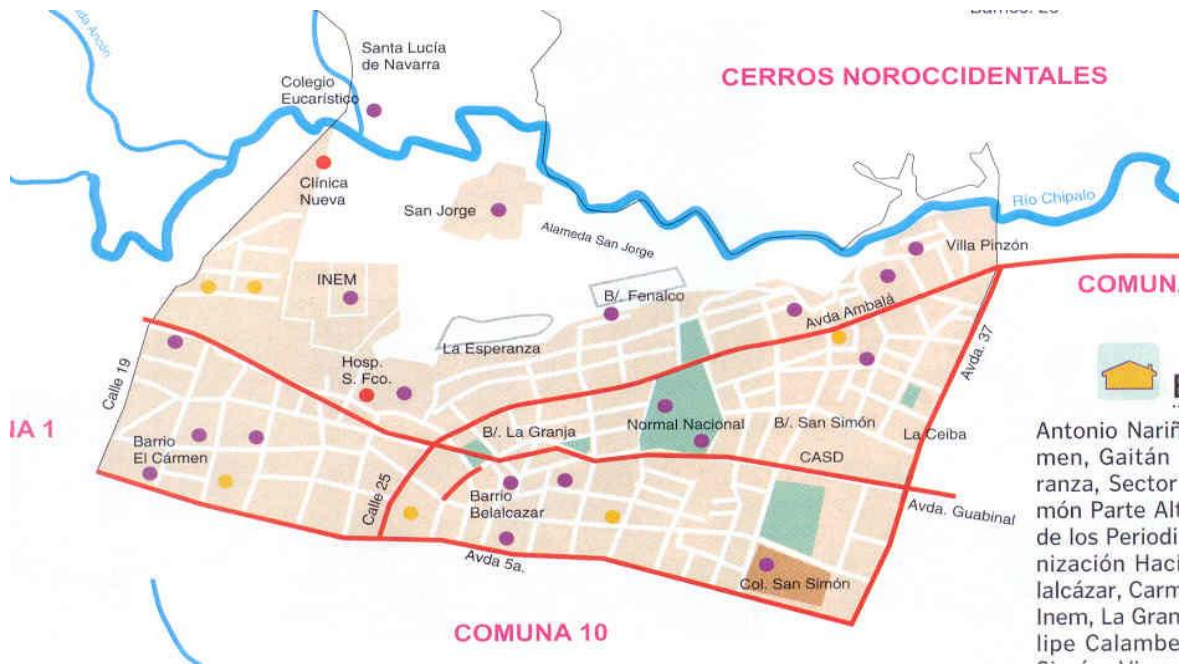 CERROS NOROCCIDENTALES
Santa Lucía
de Navarra
Colegio
Eucarístico
Clínica
Nueva
San Jorge
Alameda San Jorge
Río Chipalo
Villa Pinzón
INEM
B/. Fenalco
Avda Ambalá
COMUNA
La Esperanza
Hosp.
S. Fco.
Calle 19
Avda. 37
NA 1
Barrio
El Cármen
B/. La Granja
Normal Nacional
B/. San Simón
La Ceiba
CASD
Calle 25
Barrio
Belalcazar
Avda. Guabinal
Avda 5a.
Col. San Simón
COMUNA 10
Antonio Nariñ
men, Gaitán
ranza, Sector
món Parte Alt
de los Periodi
nización Haci
lalcázar, Carm
Inem, La Gran
lipe Calambe